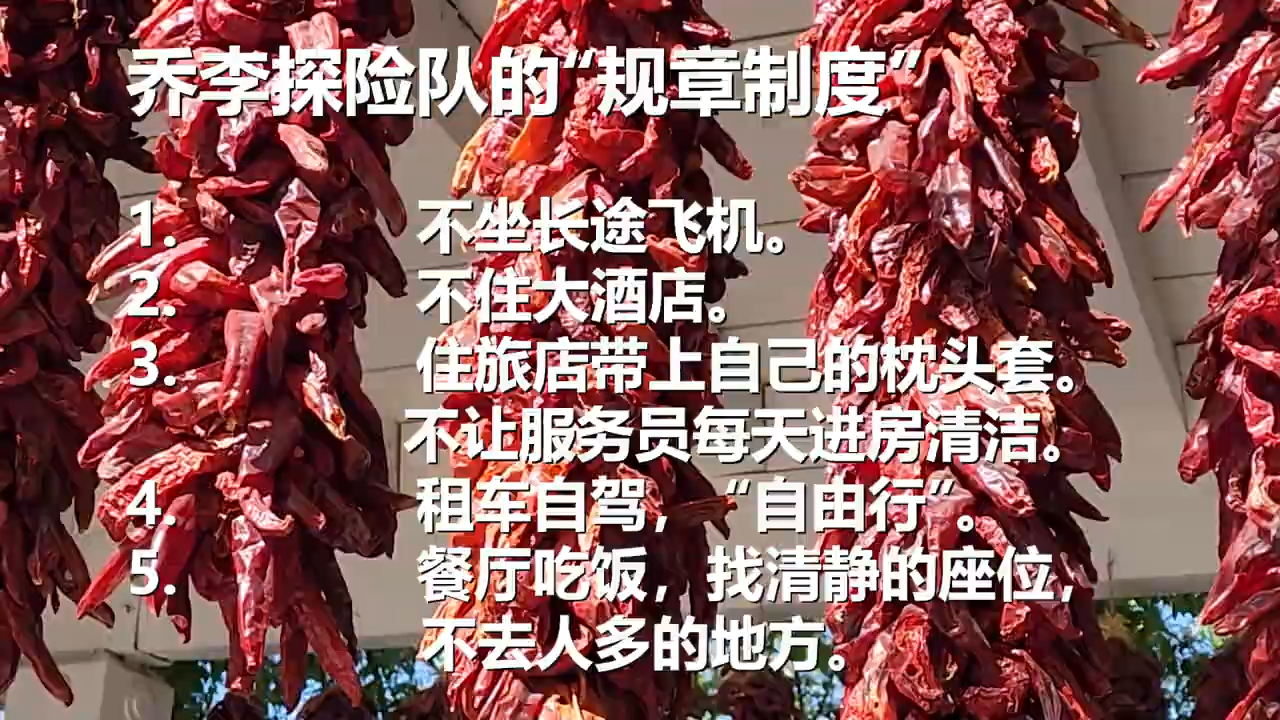 乔李探险队的“规章制度”
1. 不坐长途飞机。
2. 不住大酒店。
3. 住旅店带上自己的枕头套。
不让服务员每天进房清洁。
4. 租车自驾，“自由行”。
5. 餐厅吃饭，找清静的座位，
不去人多的地方。